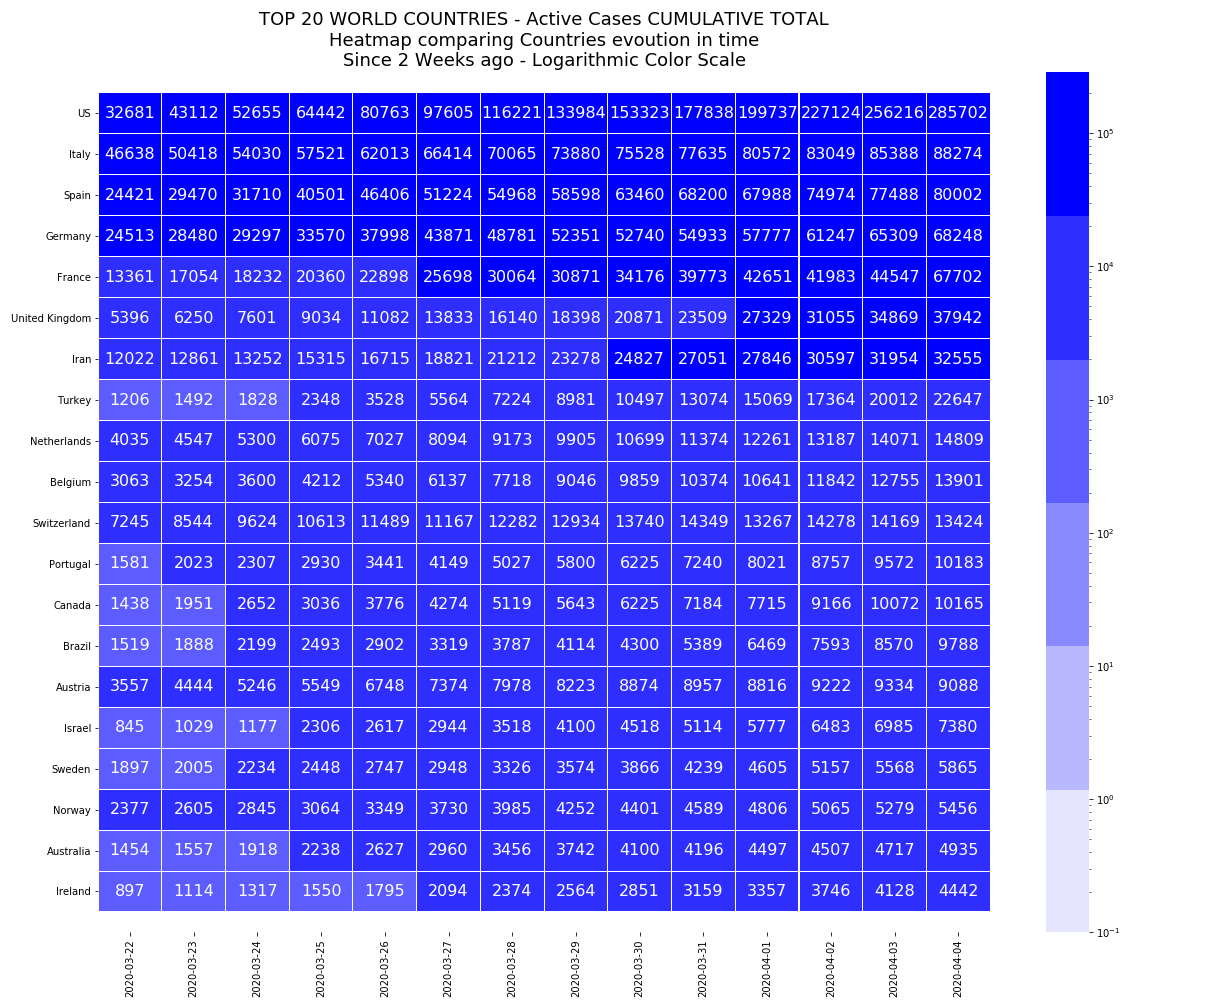 TOP 20 WORLD COUNTRIES - Active Cases CUMULATIVE TOTAL
Heatmap comparing Countries evoution in time
Since 2 Weeks ago - Logarithmic Color Scale
US 32681 43112 52655 64442 80763 97605 116221 133984 153323 177838 199737 227124 256216 285702
Italy 46638 50418 54030 57521 62013 66414 70065 73880 75528 77635 80572 83049 85388 88274
Spain 24421 29470 31710 40501 46406 51224 54968 58598 63460 68200 67988 74974 77488 80002
Germany 24513 28480 29297 33570 37998 43871 48781 52351 52740 54933 57777 61247 65309 68248
France 13361 17054 18232 20360 22898 25698 30064 30871 34176 39773 42651 41983 44547 67702
United Kingdom 5396 6250 7601 9034 11082 13833 16140 18398 20871 23509 27329 31055 34869 37942
Iran 12022 12861 13252 15315 16715 18821 21212 23278 24827 27051 27846 30597 31954 32555
Turkey 1206 1492 1828 2348 3528 5564 7224 8981 10497 13074 15069 17364 20012 22647
Netherlands 4035 4547 5300 6075 7027 8094 9173 9905 10699 11374 12261 13187 14071 14809
Belgium 3063 3254 3600 4212 5340 6137 7718 9046 9859 10374 10641 11842 12755 13901
Switzerland 7245 8544 9624 10613 11489 11167 12282 12934 13740 14349 13267 14278 14169 13424
Portugal 1581 2023 2307 2930 3441 4149 5027 5800 6225 7240 8021 8757 9572 10183
Canada 1438 1951 2652 3036 3776 4274 5119 5643 6225 7184 7715 9166 10072 10165
Brazil 1519 1888 2199 2493 2902 3319 3787 4114 4300 5389 6469 7593 8570 9788
Austria 3557 4444 5246 5549 6748 7374 7978 8223 8874 8957 8816 9222 9334 9088
Israel 845 1029 1177 2306 2617 2944 3518 4100 4518 5114 5777 6483 6985 7380
Sweden 1897 2005 2234 2448 2747 2948 3326 3574 3866 4239 4605 5157 5568 5865
Norway 2377 2605 2845 3064 3349 3730 3985 4252 4401 4589 4806 5065 5279 5456
Australia 1454 1557 1918 2238 2627 2960 3456 3742 4100 4196 4497 4507 4717 4935
Ireland 897 1114 1317 1550 1795 2094 2374 2564 2851 3159 3357 3746 4128 4442
2020-03-22 2020-03-23 2020-03-24 2020-03-25 2020-03-26 2020-03-27 2020-03-28 2020-03-29 2020-03-30 2020-03-31 2020-04-01 2020-04-02 2020-04-03 2020-04-04
10⁵
10⁴
10³
10²
10¹
10⁰
10⁻¹